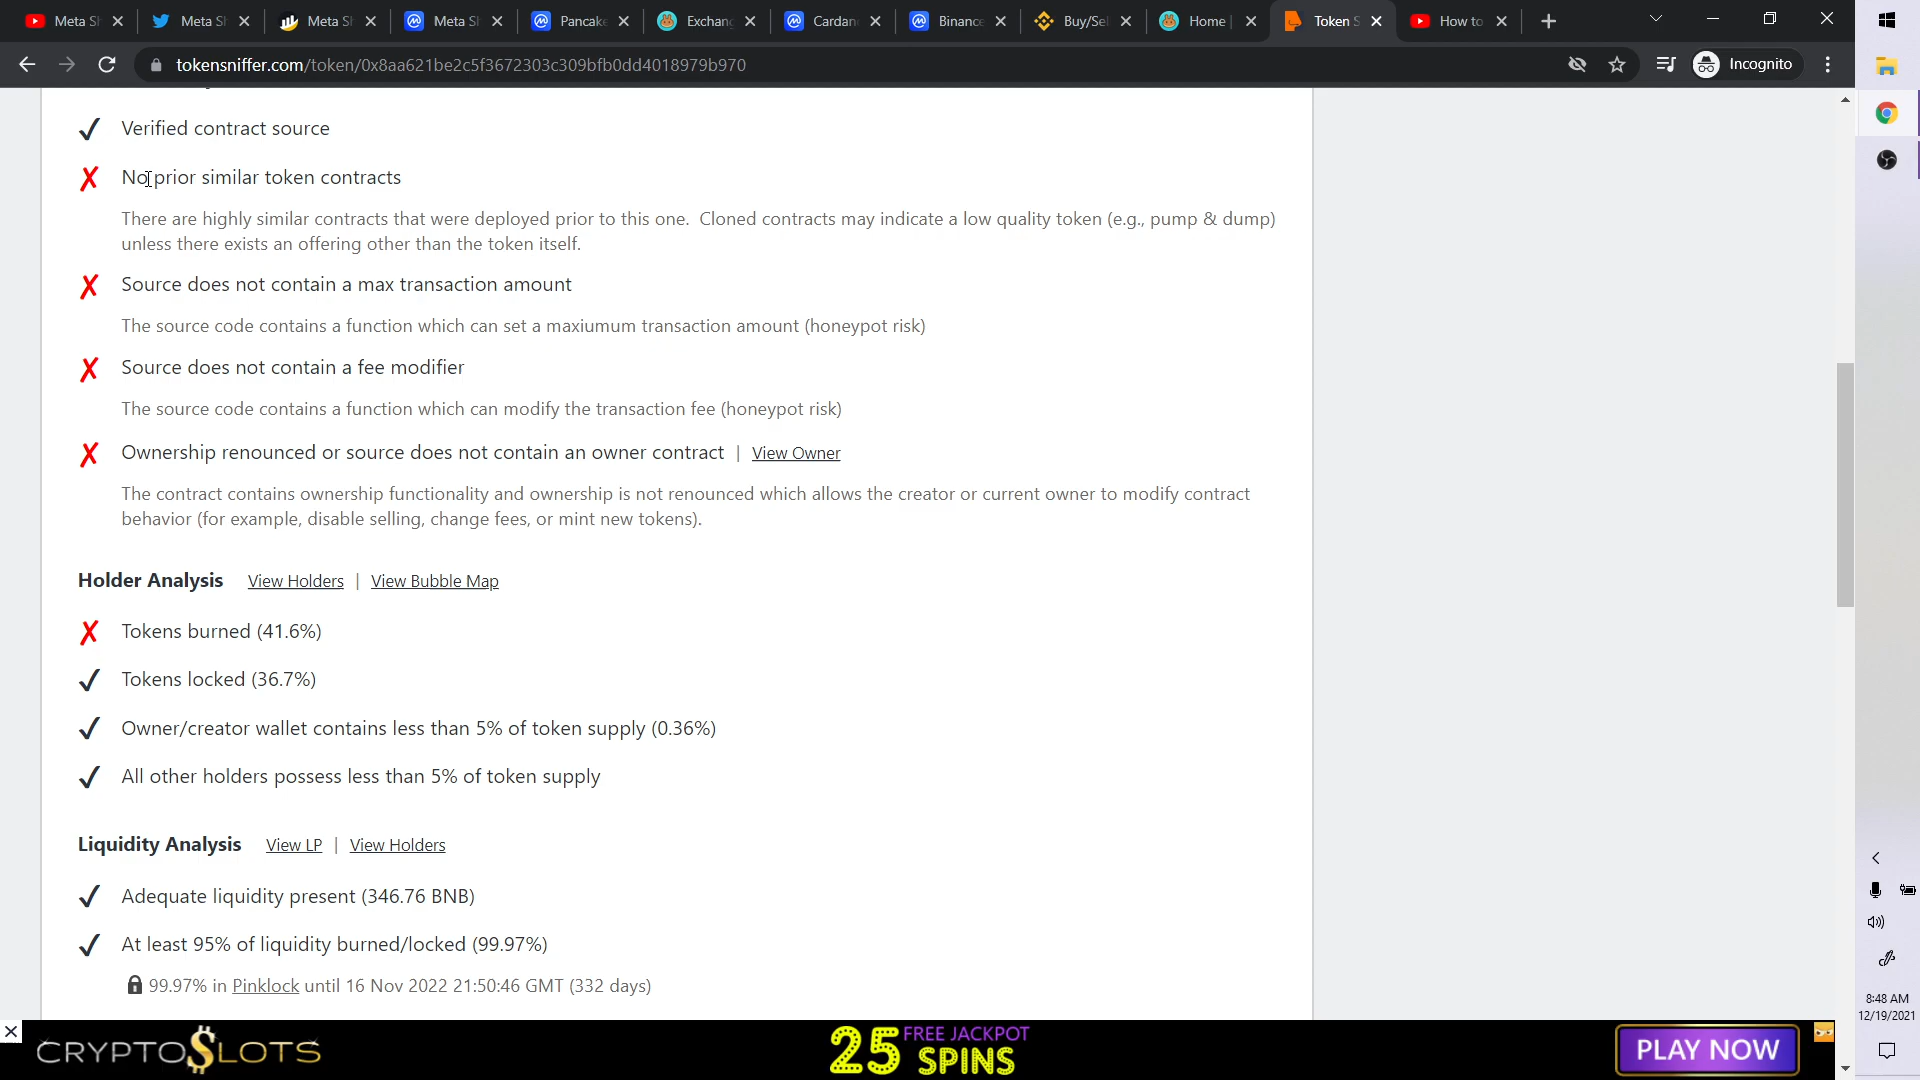 Meta S
Meta S
Meta S
Meta S
Pancake
Exchan
Cardan
Binance
Buy/Sel
Home |
Token S
How to
tokensniffer.com/token/0x8aa621be2c5f3672303c309bfb0dd4018979b970
Incognito
Verified contract source
No prior similar token contracts
There are highly similar contracts that were deployed prior to this one. Cloned contracts may indicate a low quality token (e.g., pump & dump)
unless there exists an offering other than the token itself.
Source does not contain a max transaction amount
The source code contains a function which can set a maxiumum transaction amount (honeypot risk)
Source does not contain a fee modifier
The source code contains a function which can modify the transaction fee (honeypot risk)
Ownership renounced or source does not contain an owner contract | View Owner
The contract contains ownership functionality and ownership is not renounced which allows the creator or current owner to modify contract
behavior (for example, disable selling, change fees, or mint new tokens).
Holder Analysis View Holders | View Bubble Map
Tokens burned (41.6%)
Tokens locked (36.7%)
Owner/creator wallet contains less than 5% of token supply (0.36%)
All other holders possess less than 5% of token supply
Liquidity Analysis View LP | View Holders
Adequate liquidity present (346.76 BNB)
At least 95% of liquidity burned/locked (99.97%)
99.97% in Pinklock until 16 Nov 2022 21:50:46 GMT (332 days)
8:48 AM
12/19/2021
CRYPTOSLOTS
25 FREE JACKPOT
SPINS
PLAY NOW